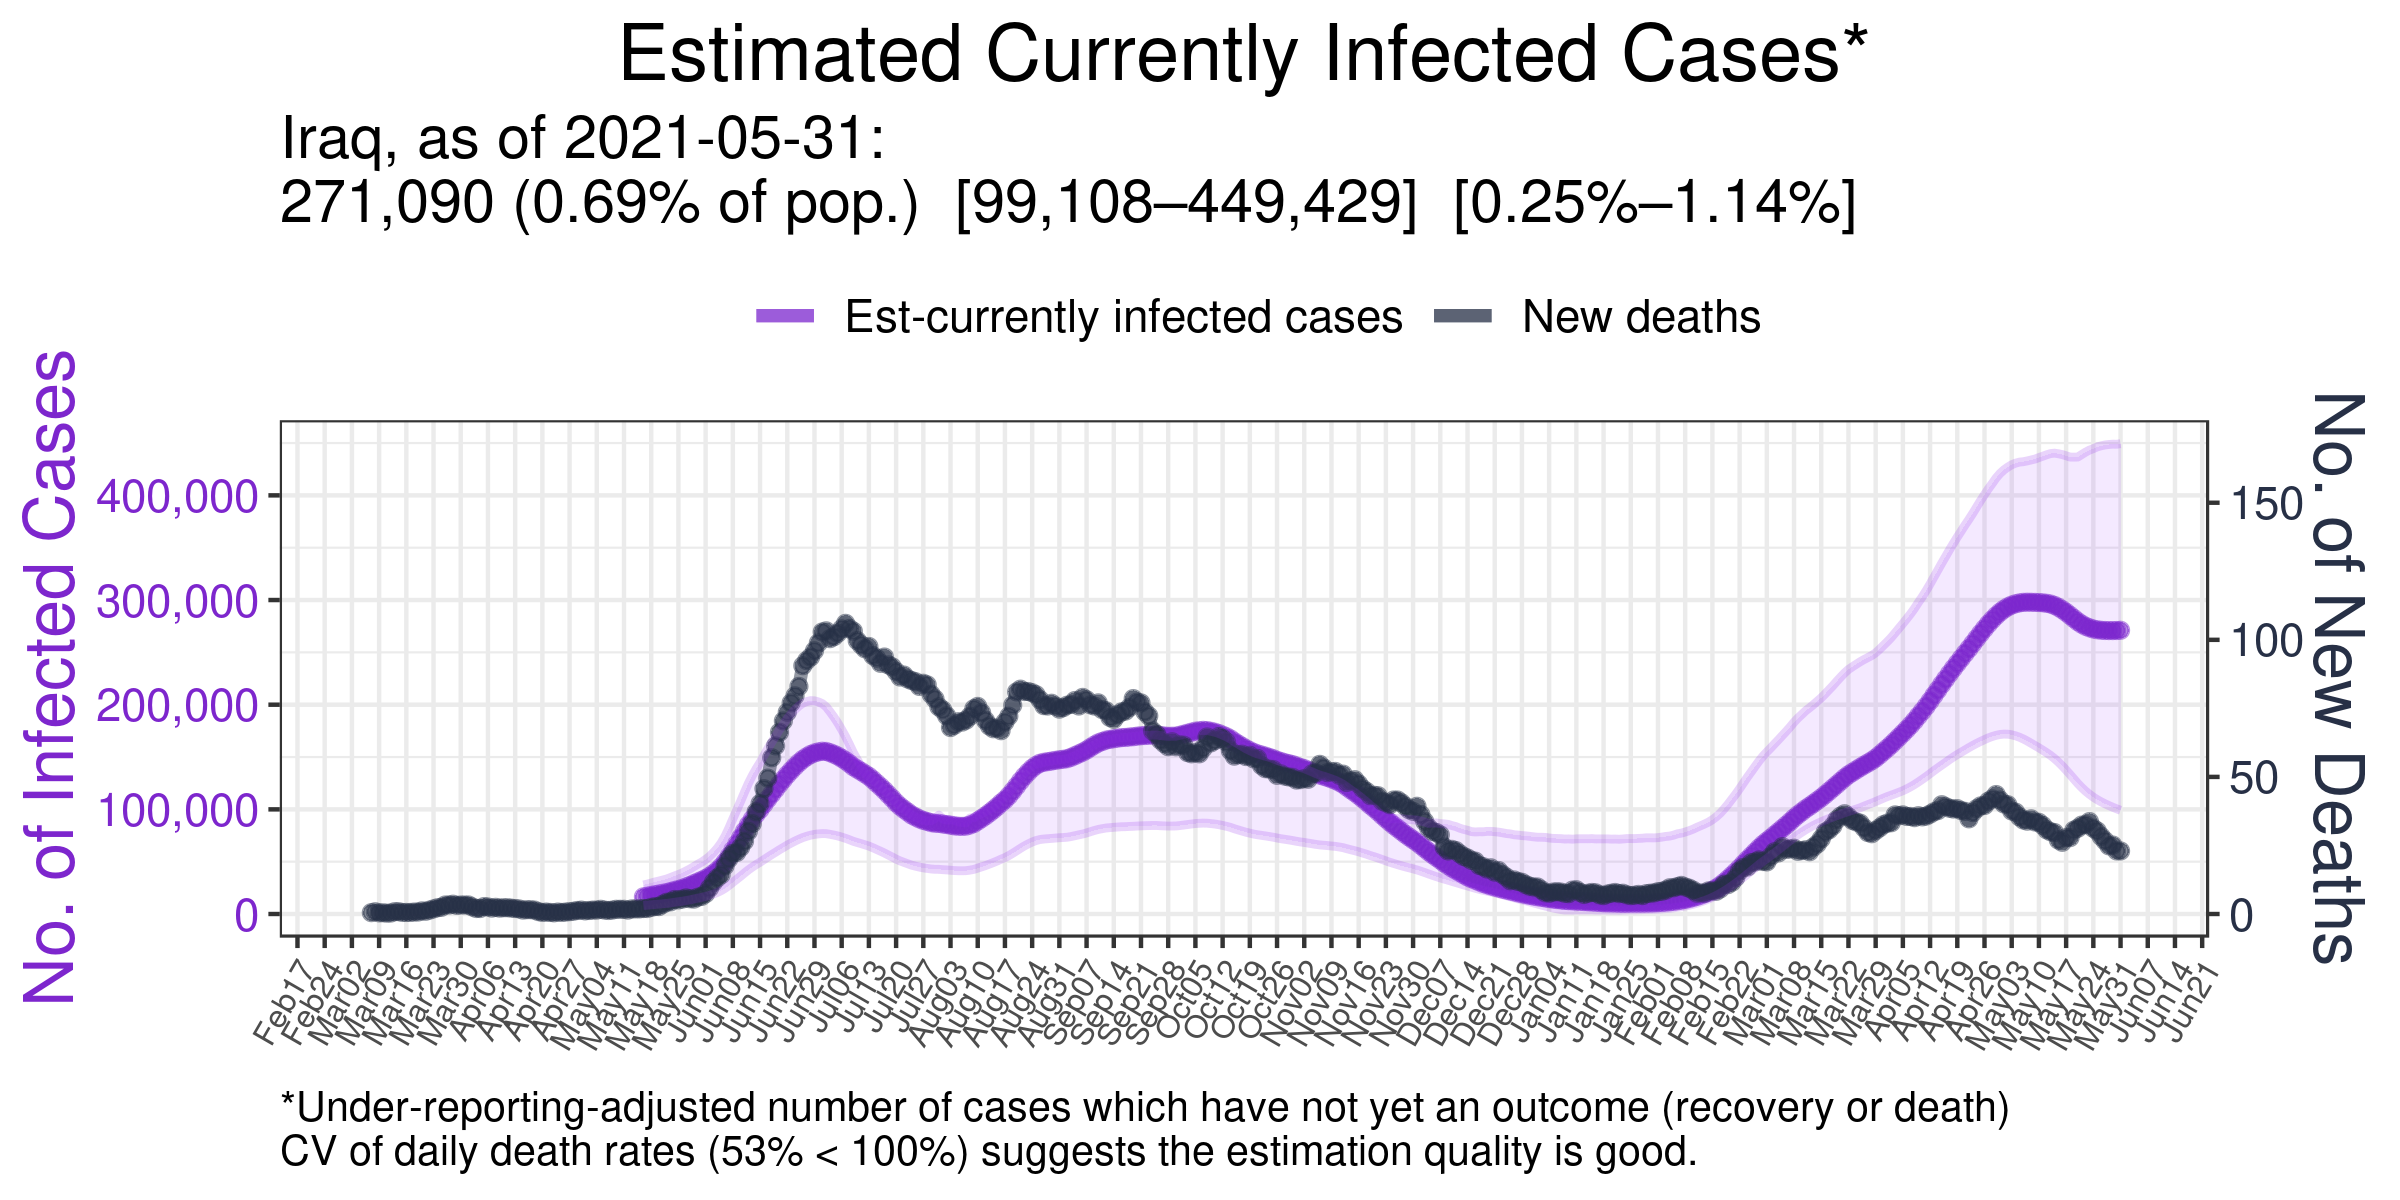 Estimated Currently Infected Cases*
Iraq, as of 2021-05-31:
271,090 (0.69% of pop.) [99,108–449,429] [0.25%–1.14%]
Est-currently infected cases New deaths
No. of Infected Cases
400,000
300,000
200,000
100,000
0
150
100
50
0
No. of New Deaths
Feb17
Feb24
Mar02
Mar09
Mar16
Mar23
Mar30
Apr06
Apr13
Apr20
Apr27
May04
May11
May18
May25
Jun01
Jun08
Jun15
Jun22
Jun29
Jul06
Jul13
Jul20
Jul27
Aug03
Aug10
Aug17
Aug24
Aug31
Sep07
Sep14
Sep21
Sep28
Oct05
Oct12
Oct19
Oct26
Nov02
Nov09
Nov16
Nov23
Nov30
Dec07
Dec14
Dec21
Dec28
Jan04
Jan11
Jan18
Jan25
Feb01
Feb08
Feb15
Feb22
Mar01
Mar08
Mar15
Mar22
Mar29
Apr05
Apr12
Apr19
Apr26
May03
May10
May17
May24
May31
Jun07
Jun14
Jun21
*Under-reporting-adjusted number of cases which have not yet an outcome (recovery or death)
CV of daily death rates (53% < 100%) suggests the estimation quality is good.